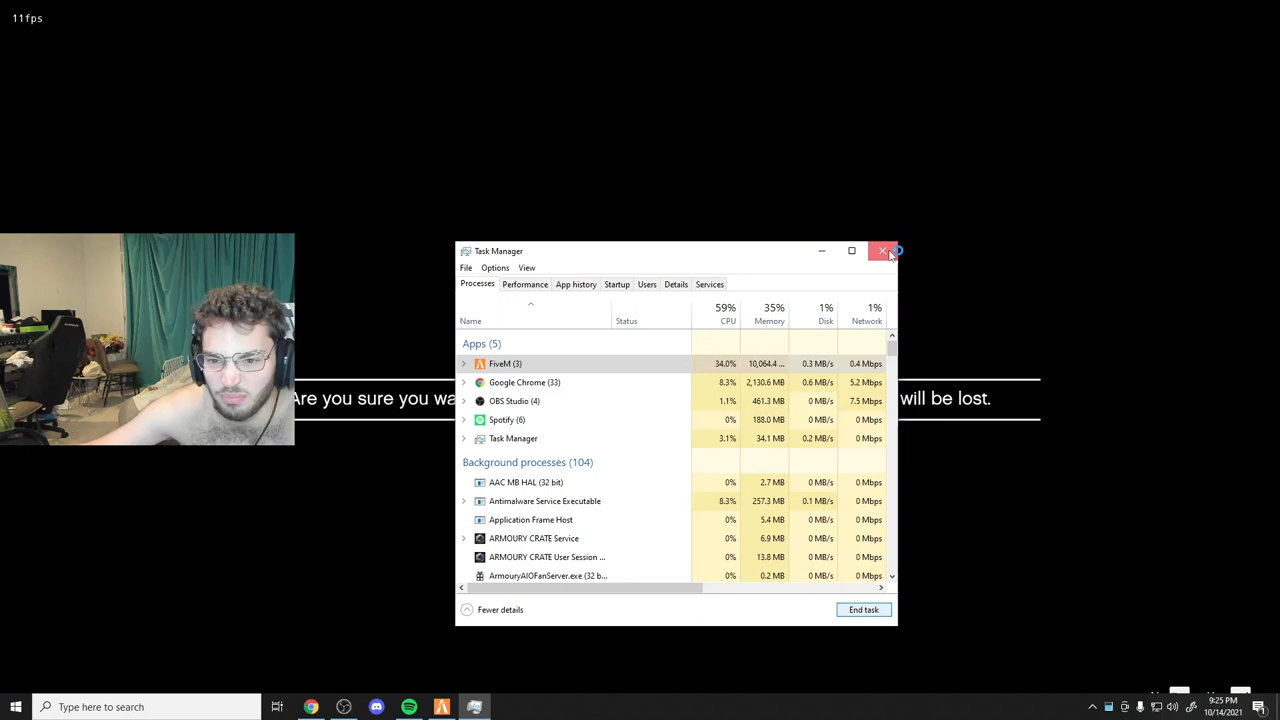 11fps
Task Manager
File Options View
Processes Performance App history Startup Users Details Services
59% 35% 1% 1%
Name Status CPU Memory Disk Network
Apps (5)
FiveM (3) 34.0% 10,064.4 ... 0.3 MB/s 0.4 Mbps
Google Chrome (33) 8.3% 2,130.6 MB 0.6 MB/s 5.2 Mbps
Are you sure you wa will be lost.
OBS Studio (4) 1.1% 461.3 MB 0 MB/s 7.5 Mbps
Spotify (6) 0% 188.0 MB 0 MB/s 0 Mbps
Task Manager 3.1% 34.1 MB 0.2 MB/s 0 Mbps
Background processes (104)
AAC MB HAL (32 bit) 0% 2.7 MB 0 MB/s 0 Mbps
Antimalware Service Executable 8.3% 257.3 MB 0.1 MB/s 0 Mbps
Application Frame Host 0% 5.4 MB 0 MB/s 0 Mbps
ARMOURY CRATE Service 0% 6.9 MB 0 MB/s 0 Mbps
ARMOURY CRATE User Session ... 0% 13.8 MB 0 MB/s 0 Mbps
ArmouryAIOFanServer.exe (32 b... 0% 0.2 MB 0 MB/s 0 Mbps
Fewer details End task
Type here to search
9:25 PM
10/14/2021